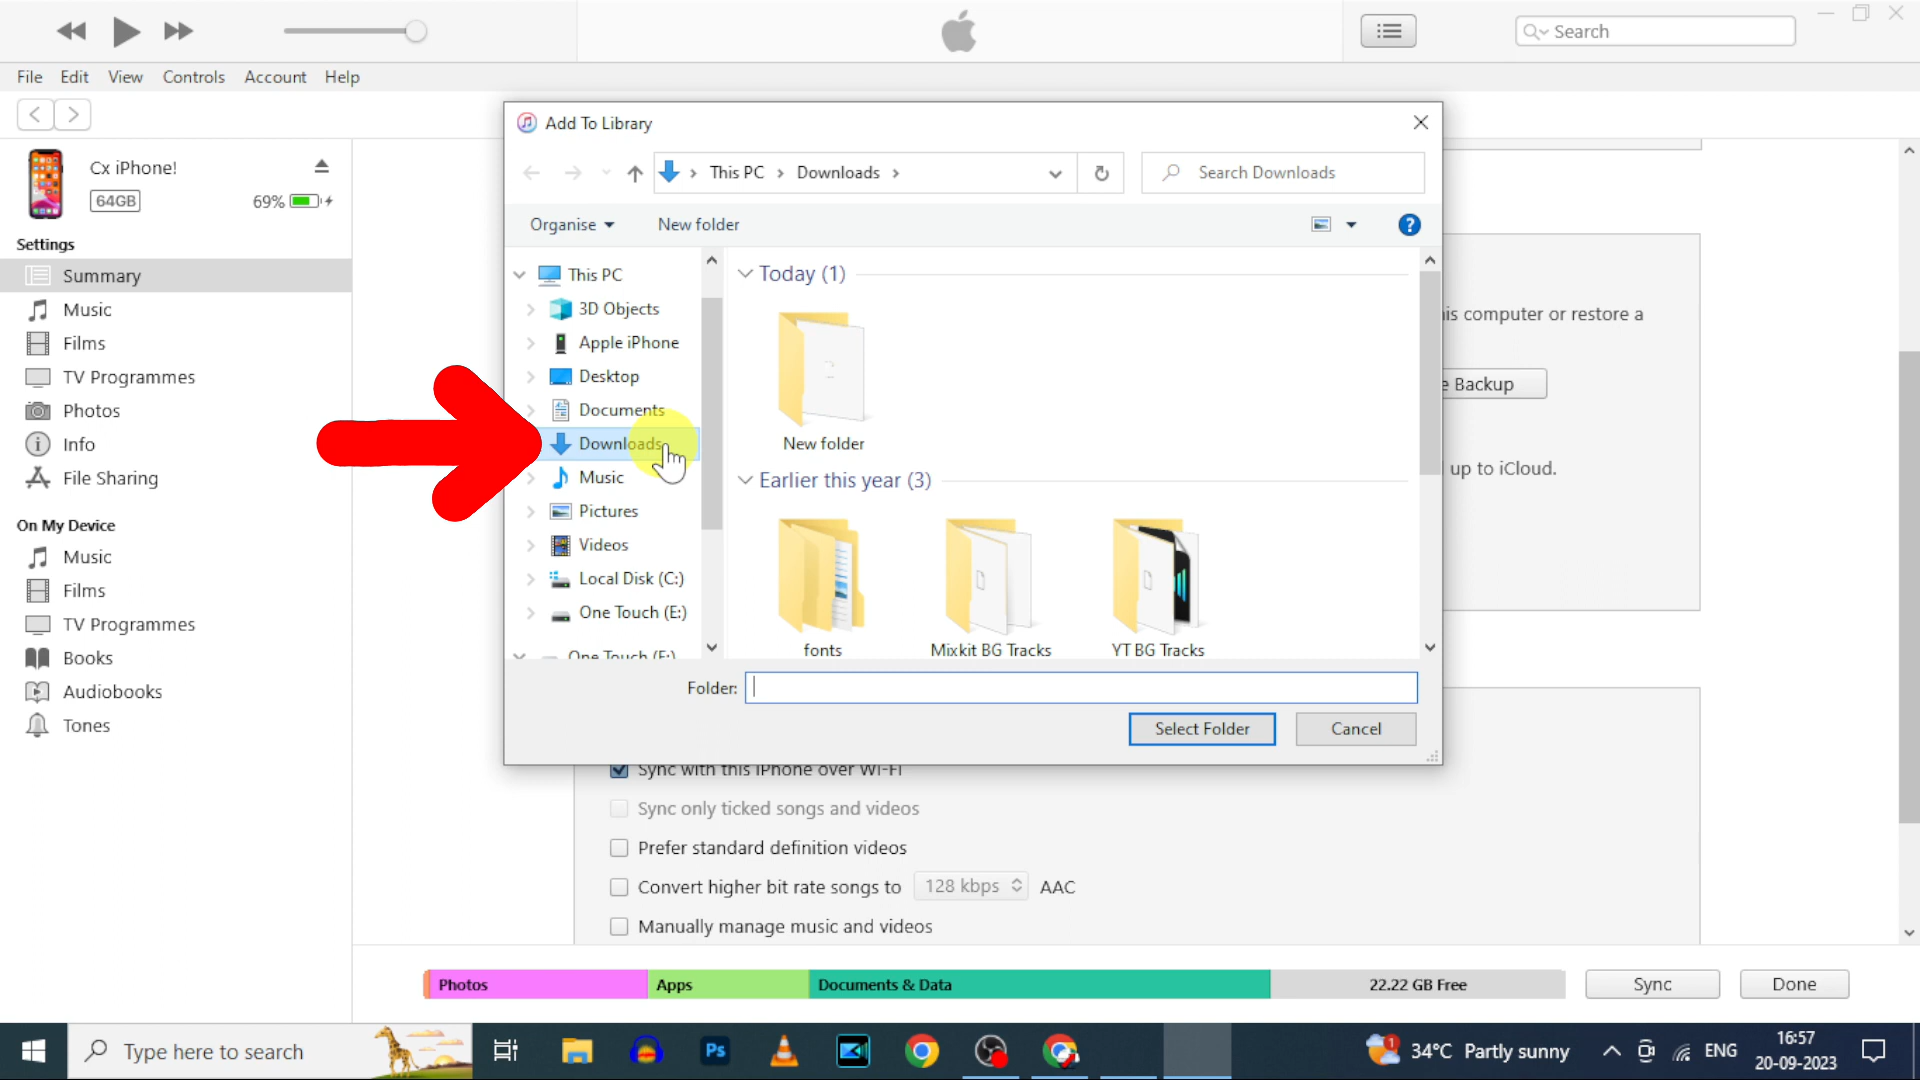 Search
File Edit View Controls Account Help
Cx iPhone!
64GB
69%
Settings
Summary
Music
Films
TV Programmes
Photos
Info
File Sharing
On My Device
Music
Films
TV Programmes
Books
Audiobooks
Tones
Add To Library
This PC > Downloads >
Search Downloads
Organise New folder
?
This PC
3D Objects
Apple iPhone
Desktop
Documents
Downloads
Music
Pictures
Videos
Local Disk (C:)
One Touch (E:)
One Touch (E:)
Today (1)
New folder
Earlier this year (3)
fonts
Mixkit BG Tracks
YT BG Tracks
Folder:
Select Folder
Cancel
is computer or restore a
e Backup
up to iCloud.
Sync with this iPhone over Wi-Fi
Sync only ticked songs and videos
Prefer standard definition videos
Convert higher bit rate songs to 128 kbps AAC
Manually manage music and videos
Photos
Apps
Documents & Data
22.22 GB Free
Sync
Done
Type here to search
Ps
1
34°C Partly sunny
ENG
16:57
20-09-2023